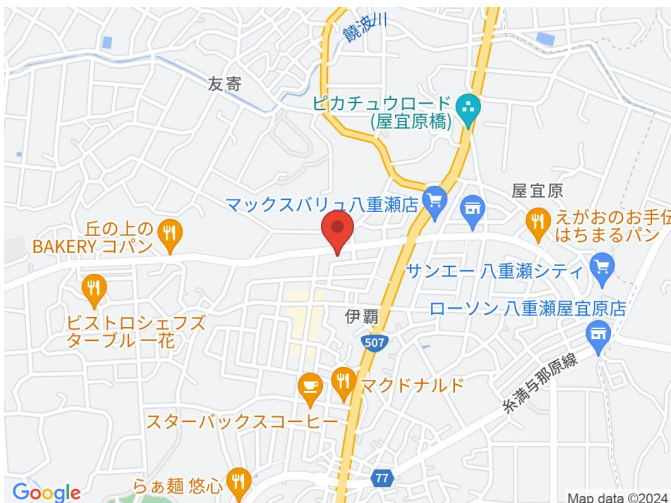 饒波川
友寄
ピカチュウロード
(屋宜原橋)
マックスバリュ八重瀬店
屋宜原
丘の上の
BAKERY コパン
えがおのお手伝
はちまるパン
サンエー 八重瀬シティ
ローソン 八重瀬屋宜原店
ビストロシェフズ
ターブル 一花
伊覇
507
糸満与那原線
マクドナルド
スターバックスコーヒー
77
らぁ麺 悠心
Google
Map data ©2024